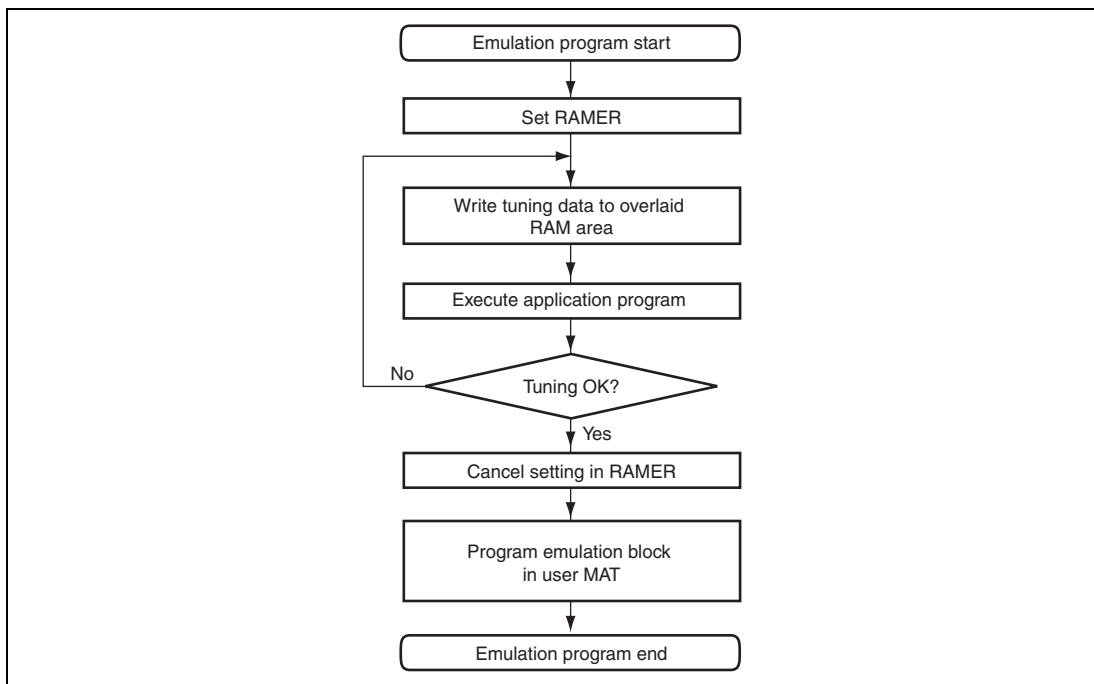 Emulation program start
Set RAMER
Write tuning data to overlaid
RAM area
Execute application program
No
Tuning OK?
Yes
Cancel setting in RAMER
Program emulation block
in user MAT
Emulation program end